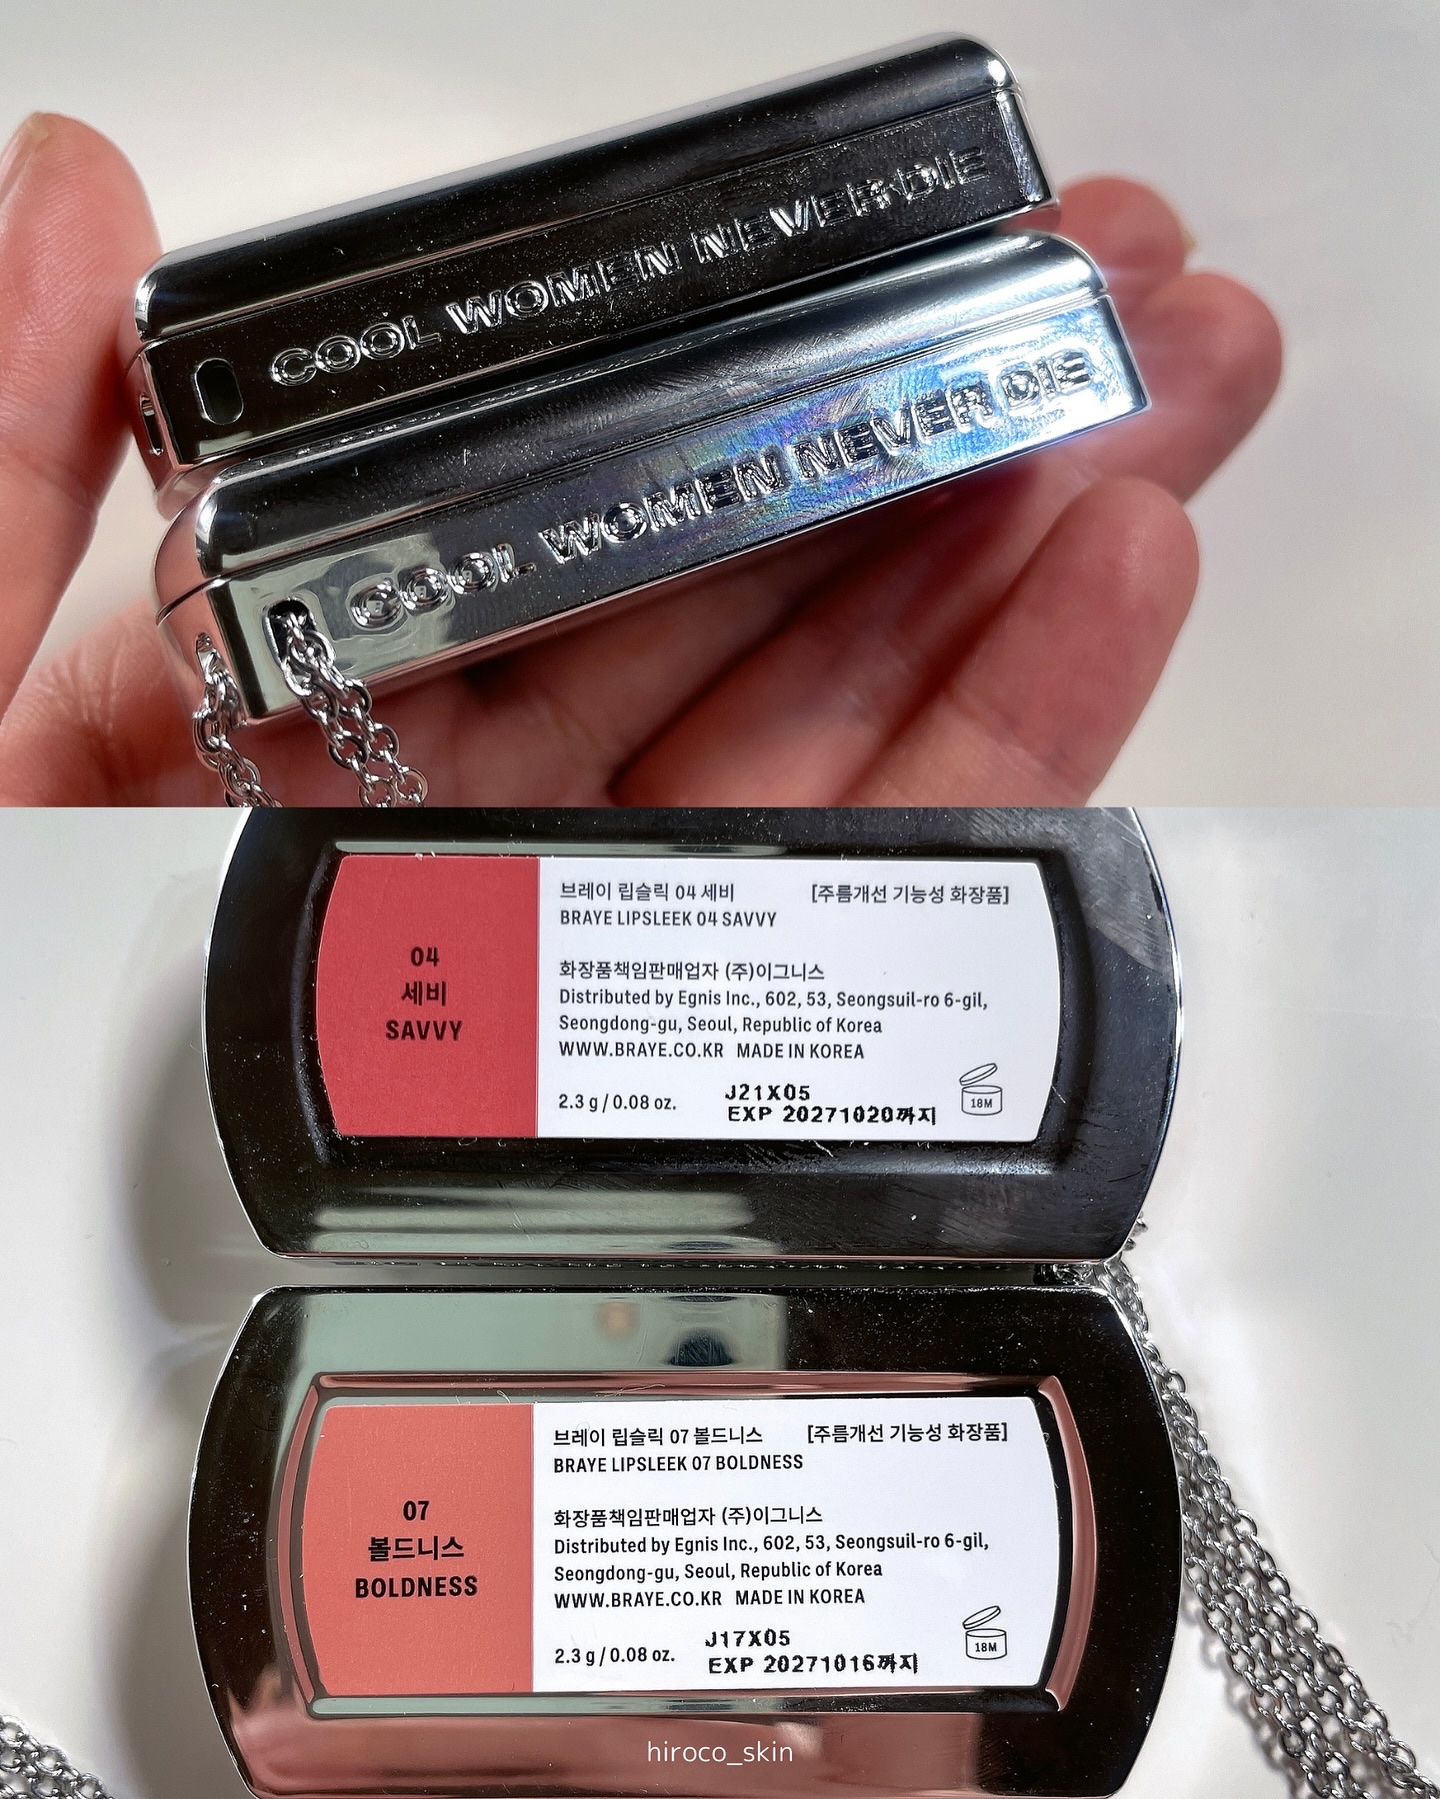 COOL WOMEN NEVER DIE
COOL WOMEN NEVER DIE
04
세비
SAVVY
브레이 립슬릭 04 세비 [주름개선 기능성 화장품]
BRAYE LIPSLEEK 04 SAVVY
화장품책임판매업자 (주)이그니스
Distributed by Egnis Inc., 602, 53, Seongsuil-ro 6-gil,
Seongdong-gu, Seoul, Republic of Korea
WWW.BRAYE.CO.KR MADE IN KOREA
2.3 g / 0.08 oz.
J21X05
EXP 20271020까지
18M
07
볼드니스
BOLDNESS
브레이 립슬릭 07 볼드니스 [주름개선 기능성 화장품]
BRAYE LIPSLEEK 07 BOLDNESS
화장품책임판매업자 (주)이그니스
Distributed by Egnis Inc., 602, 53, Seongsuil-ro 6-gil,
Seongdong-gu, Seoul, Republic of Korea
WWW.BRAYE.CO.KR MADE IN KOREA
2.3 g / 0.08 oz.
J17X05
EXP 20271016까지
18M
hiroco_skin